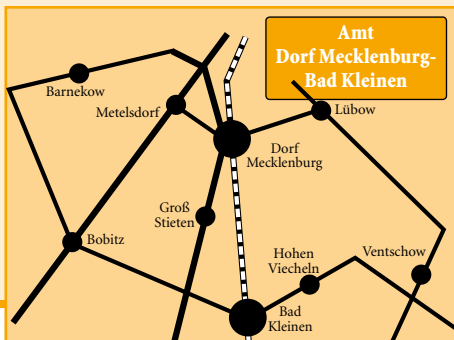 Amt
Dorf Mecklenburg-
Bad Kleinen
Barnekow
Metelsdorf
Lübow
Dorf
Mecklenburg
Groß
Stieten
Bobitz
Hohen
Viecheln
Ventschow
Bad
Kleinen